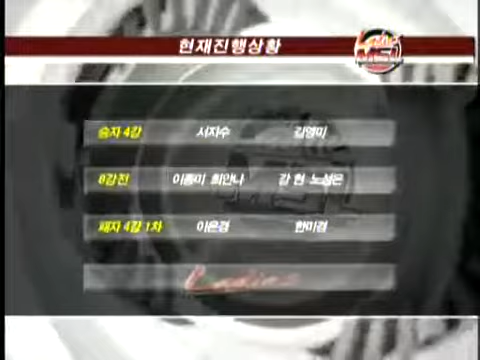 현재진행상황
승자 4강 서지수 김영미
8강전 이종미 최안나 강 현 노성은
패자 4강 1차 이은경 한미경
Ladies